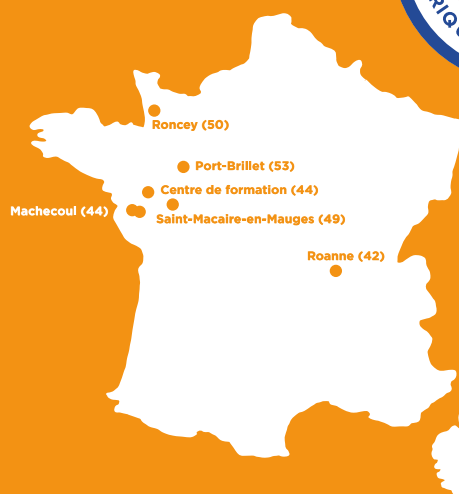 Roncey (50)
Port-Brillet (53)
Centre de formation (44)
Machecoul (44)
Saint-Macaire-en-Mauges (49)
Roanne (42)